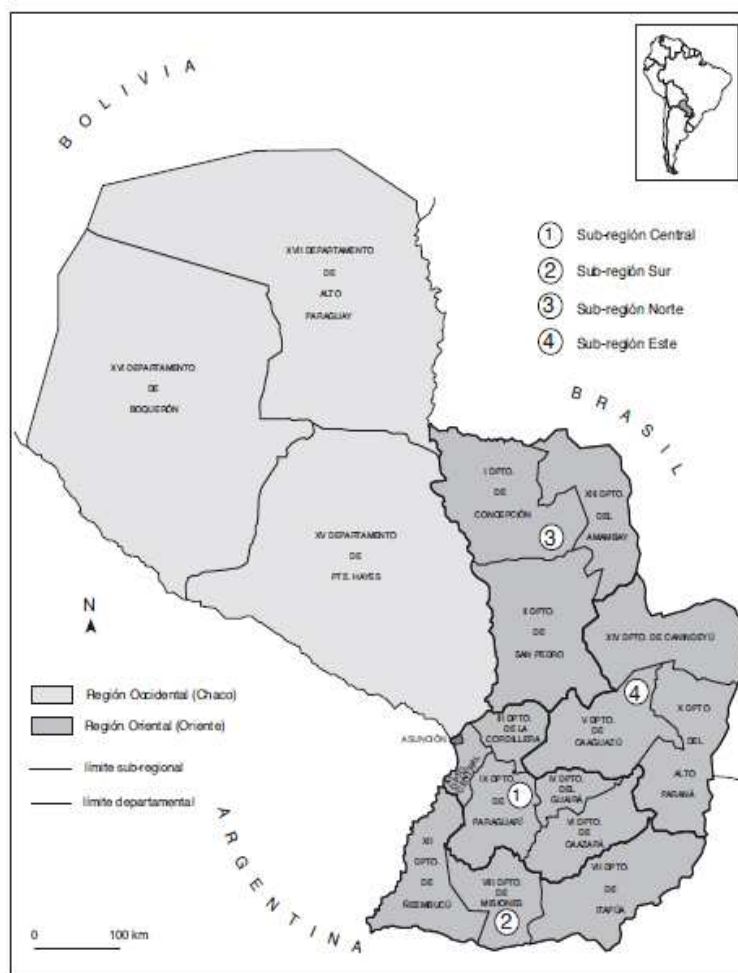 BOLIVIA
1 Sub-región Central
2 Sub-región Sur
3 Sub-región Norte
4 Sub-región Este
XVII DEPARTAMENTO
DE
ALTO
PARAGUAY
XVI DEPARTAMENTO
DE
BOQUERÓN
BRASIL
I DPTO.
DE
CONCEPCIÓN
XIII DPTO.
DEL
AMAMBAY
3
XV DEPARTAMENTO
DE
PTE. HAYES
N
II DPTO.
DE
SAN PEDRO
XIV DPTO. DE CANINDEYÚ
4
Región Occidental (Chaco)
Región Oriental (Oriente)
límite sub-regional
límite departamental
ASUNCIÓN
III DPTO.
DE LA
CORDILLERA
V DPTO.
DE
CAAGUAZÚ
X DPTO.
DEL
ALTO
PARANÁ
IX DPTO.
DE
PARAGUARÍ
1
IV DPTO.
DEL
GUAIRÁ
VI DPTO.
DE
CAAZAPÁ
ARGENTINA
XII
DPTO.
DE
ÑEEMBUCÚ
VIII DPTO.
DE
MISIONES
2
VII DPTO.
DE
ITAPÚA
0 100 km